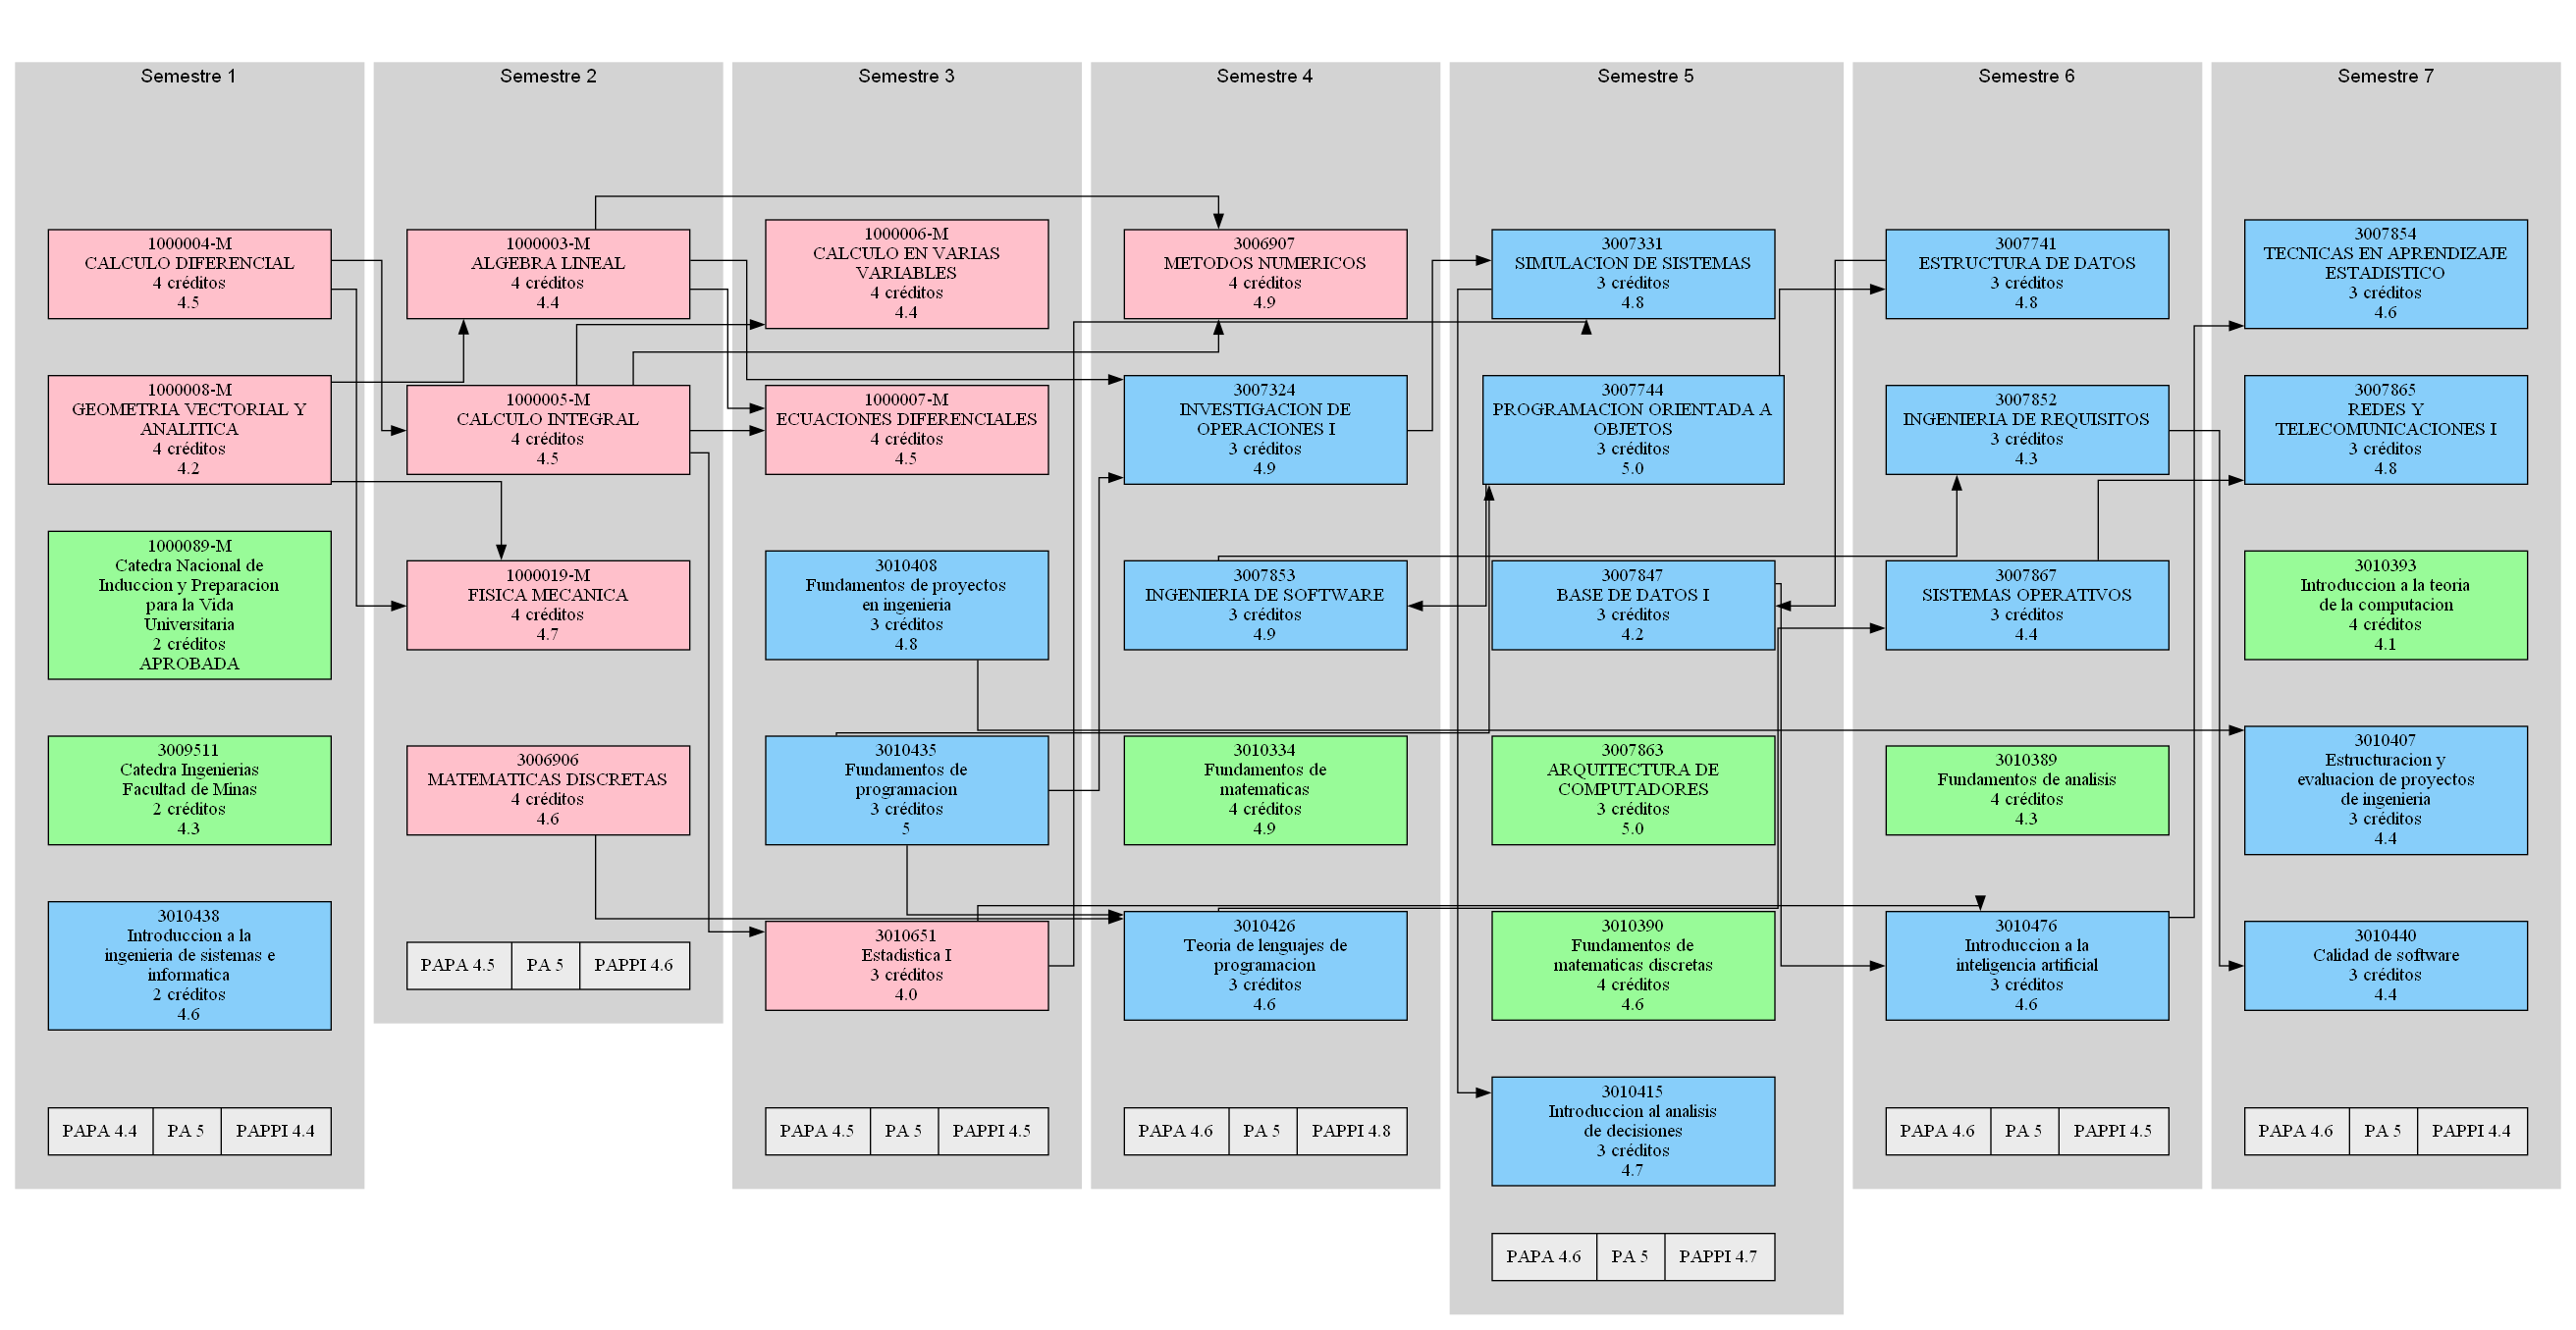 Semestre 1
1000004-M
CALCULO DIFERENCIAL
4 créditos
4.5
1000008-M
GEOMETRIA VECTORIAL Y
ANALITICA
4 créditos
4.2
1000089-M
Catedra Nacional de
Induccion y Preparacion
para la Vida
Universitaria
2 créditos
APROBADA
3009511
Catedra Ingenierias
Facultad de Minas
2 créditos
4.3
3010438
Introduccion a la
ingenieria de sistemas e
informatica
2 créditos
4.6
PAPA 4.4 PA 5 PAPPI 4.4
Semestre 2
1000003-M
ALGEBRA LINEAL
4 créditos
4.4
1000005-M
CALCULO INTEGRAL
4 créditos
4.5
1000019-M
FISICA MECANICA
4 créditos
4.7
3006906
MATEMATICAS DISCRETAS
4 créditos
4.6
PAPA 4.5 PA 5 PAPPI 4.6
Semestre 3
1000006-M
CALCULO EN VARIAS
VARIABLES
4 créditos
4.4
1000007-M
ECUACIONES DIFERENCIALES
4 créditos
4.5
3010408
Fundamentos de proyectos
en ingenieria
3 créditos
4.8
3010435
Fundamentos de
programacion
3 créditos
5
3010651
Estadistica I
3 créditos
4.0
PAPA 4.5 PA 5 PAPPI 4.5
Semestre 4
3006907
METODOS NUMERICOS
4 créditos
4.9
3007324
INVESTIGACION DE
OPERACIONES I
3 créditos
4.9
3007853
INGENIERIA DE SOFTWARE
3 créditos
4.9
3010334
Fundamentos de
matematicas
4 créditos
4.9
3010426
Teoria de lenguajes de
programacion
3 créditos
4.6
PAPA 4.6 PA 5 PAPPI 4.8
Semestre 5
3007331
SIMULACION DE SISTEMAS
3 créditos
4.8
3007744
PROGRAMACION ORIENTADA A
OBJETOS
3 créditos
5.0
3007847
BASE DE DATOS I
3 créditos
4.2
3007863
ARQUITECTURA DE
COMPUTADORES
3 créditos
5.0
3010390
Fundamentos de
matematicas discretas
4 créditos
4.6
3010415
Introduccion al analisis
de decisiones
3 créditos
4.7
PAPA 4.6 PA 5 PAPPI 4.7
Semestre 6
3007741
ESTRUCTURA DE DATOS
3 créditos
4.8
3007852
INGENIERIA DE REQUISITOS
3 créditos
4.3
3007867
SISTEMAS OPERATIVOS
3 créditos
4.4
3010389
Fundamentos de analisis
4 créditos
4.3
3010476
Introduccion a la
inteligencia artificial
3 créditos
4.6
PAPA 4.6 PA 5 PAPPI 4.5
Semestre 7
3007854
TECNICAS EN APRENDIZAJE
ESTADISTICO
3 créditos
4.6
3007865
REDES Y
TELECOMUNICACIONES I
3 créditos
4.8
3010393
Introduccion a la teoria
de la computacion
4 créditos
4.1
3010407
Estructuracion y
evaluacion de proyectos
de ingenieria
3 créditos
4.4
3010440
Calidad de software
3 créditos
4.4
PAPA 4.6 PA 5 PAPPI 4.4